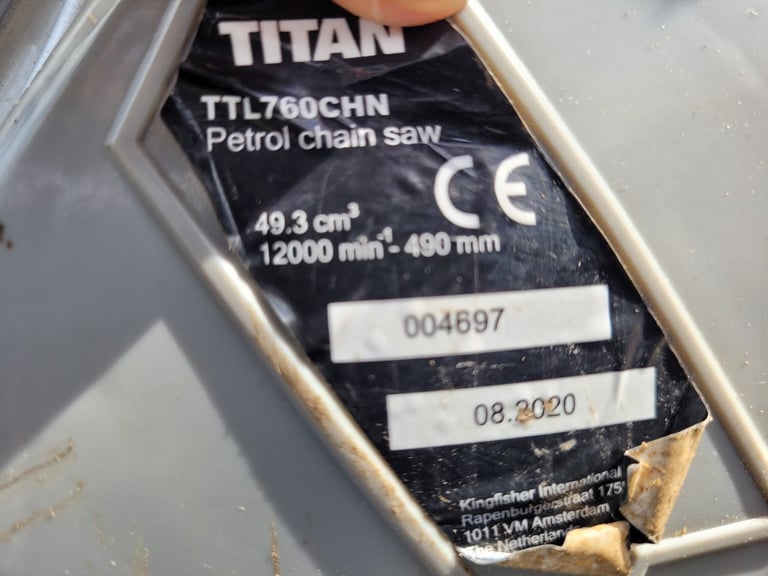 TITAN
TTL760CHN
Petrol chain saw
CE
49.3 cm³
12000 min⁻¹ - 490 mm
004697
08.2020
Kingfisher International
Rapenburgerstraat 175
1011 VM Amsterdam
The Netherland